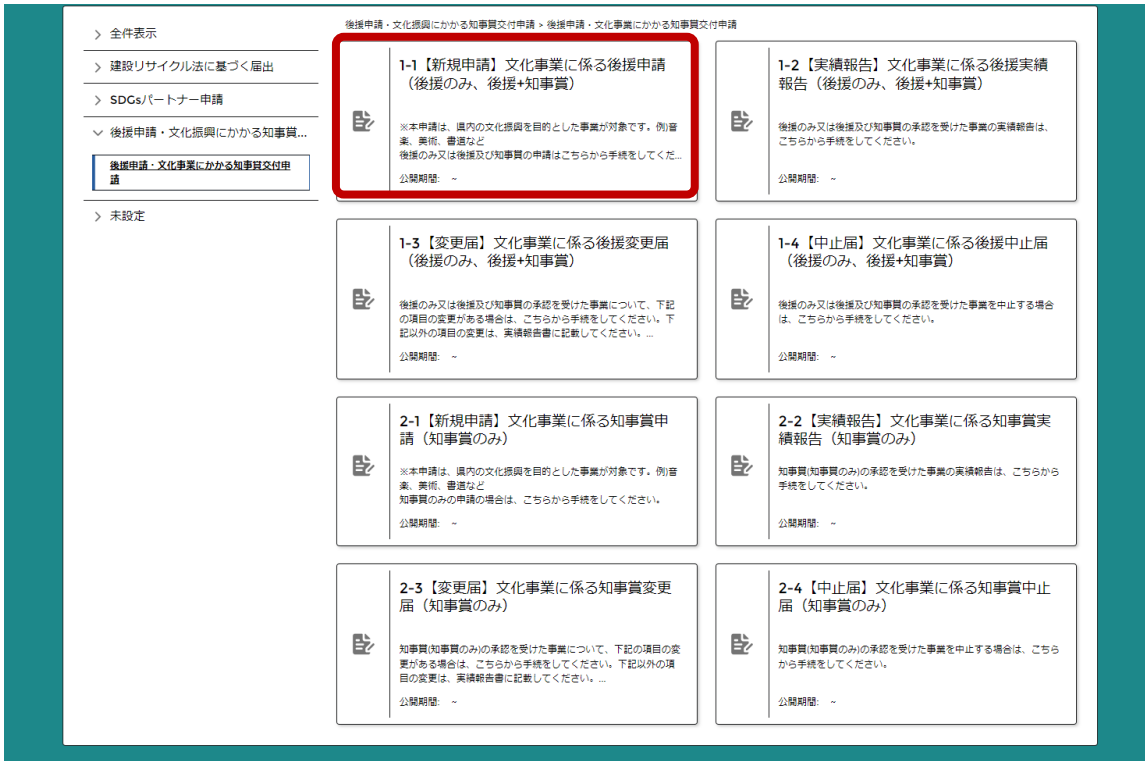 全件表示
建設リサイクル法に基づく届出
SDGsパートナー申請
後援申請・文化振興にかかる知事賞...
後援申請・文化事業にかかる知事賞交付申
請
未設定
後援申請・文化振興にかかる知事賞交付申請 > 後援申請・文化事業にかかる知事賞交付申請
1-1【新規申請】文化事業に係る後援申請
（後援のみ、後援+知事賞）
※本申請は、県内の文化振興を目的とした事業が対象です。例)音
楽、美術、書道など
後援のみ又は後援及び知事賞の申請はこちらから手続をしてくだ...
公開期間: ~
1-2【実績報告】文化事業に係る後援実績
報告（後援のみ、後援+知事賞）
後援のみ又は後援及び知事賞の承認を受けた事業の実績報告は、
こちらから手続をしてください。
公開期間: ~
1-3【変更届】文化事業に係る後援変更届
（後援のみ、後援+知事賞）
後援のみ又は後援及び知事賞の承認を受けた事業について、下記
の項目の変更がある場合は、こちらから手続をしてください。下
記以外の項目の変更は、実績報告書に記載してください。...
公開期間: ~
1-4【中止届】文化事業に係る後援中止届
（後援のみ、後援+知事賞）
後援のみ又は後援及び知事賞の承認を受けた事業を中止する場合
は、こちらから手続をしてください。
公開期間: ~
2-1【新規申請】文化事業に係る知事賞申
請（知事賞のみ）
※本申請は、県内の文化振興を目的とした事業が対象です。例)音
楽、美術、書道など
知事賞のみの申請の場合は、こちらから手続をしてください。
公開期間: ~
2-2【実績報告】文化事業に係る知事賞実
績報告（知事賞のみ）
知事賞(知事賞のみ)の承認を受けた事業の実績報告は、こちらから
手続をしてください。
公開期間: ~
2-3【変更届】文化事業に係る知事賞変更
届（知事賞のみ）
知事賞(知事賞のみ)の承認を受けた事業について、下記の項目の変
更がある場合は、こちらから手続をしてください。下記以外の項
目の変更は、実績報告書に記載してください。...
公開期間: ~
2-4【中止届】文化事業に係る知事賞中止
届（知事賞のみ）
知事賞(知事賞のみ)の承認を受けた事業を中止する場合は、こちら
から手続をしてください。
公開期間: ~